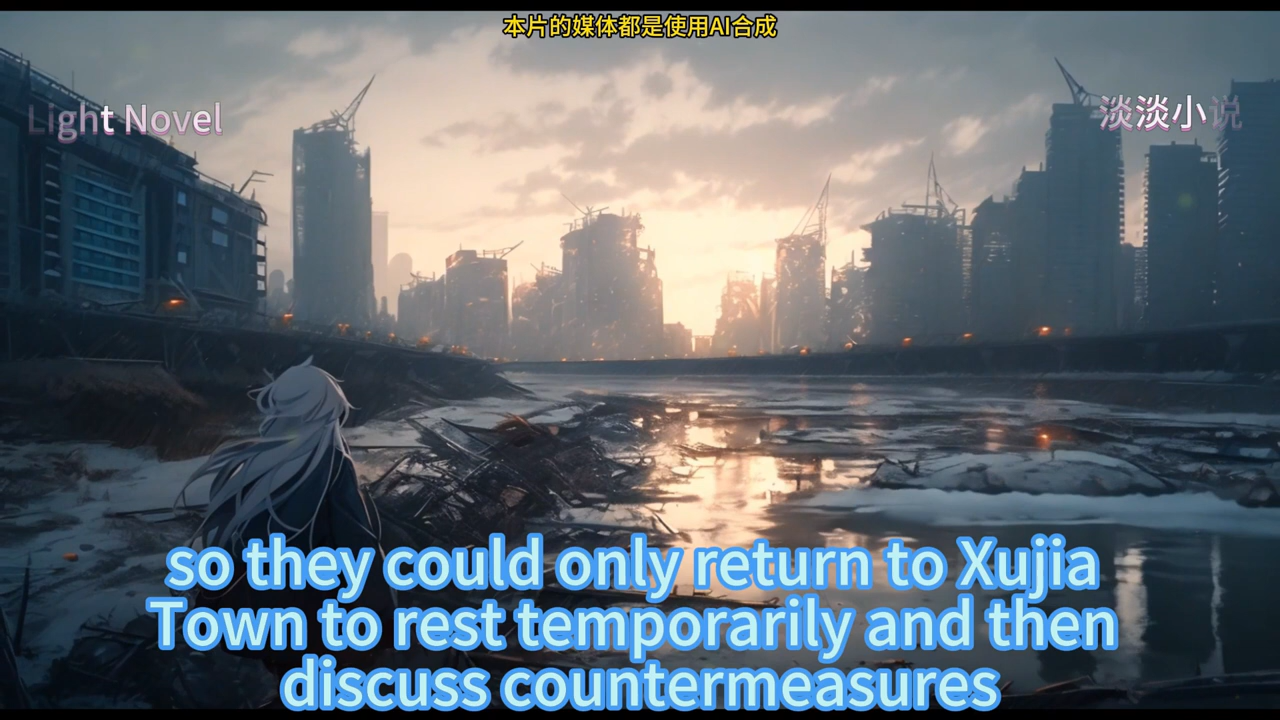 本片的媒体都是使用AI合成
Light Novel
淡淡小说
so they could only return to Xujia
Town to rest temporarily and then
discuss countermeasures